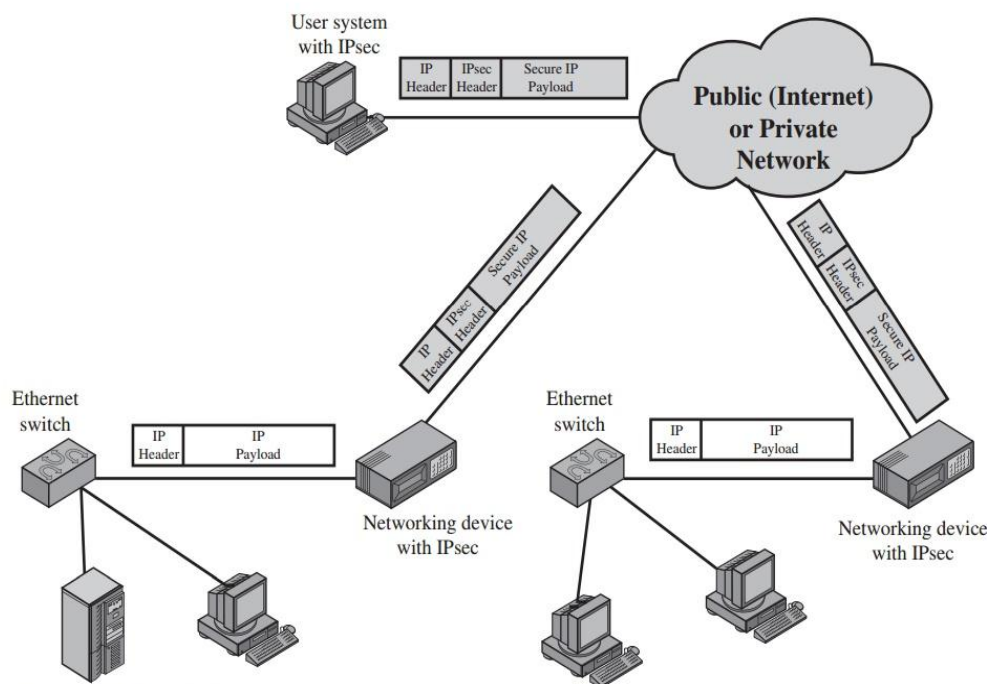 User system
with IPsec
IP
Header
IPsec
Header
Secure IP
Payload
Public (Internet)
or Private
Network
IP
Header
IPsec
Header
Secure IP
Payload
IP
Header
IPsec
Header
Secure IP
Payload
Ethernet
switch
IP
Header
IP
Payload
Networking device
with IPsec
Ethernet
switch
IP
Header
IP
Payload
Networking device
with IPsec